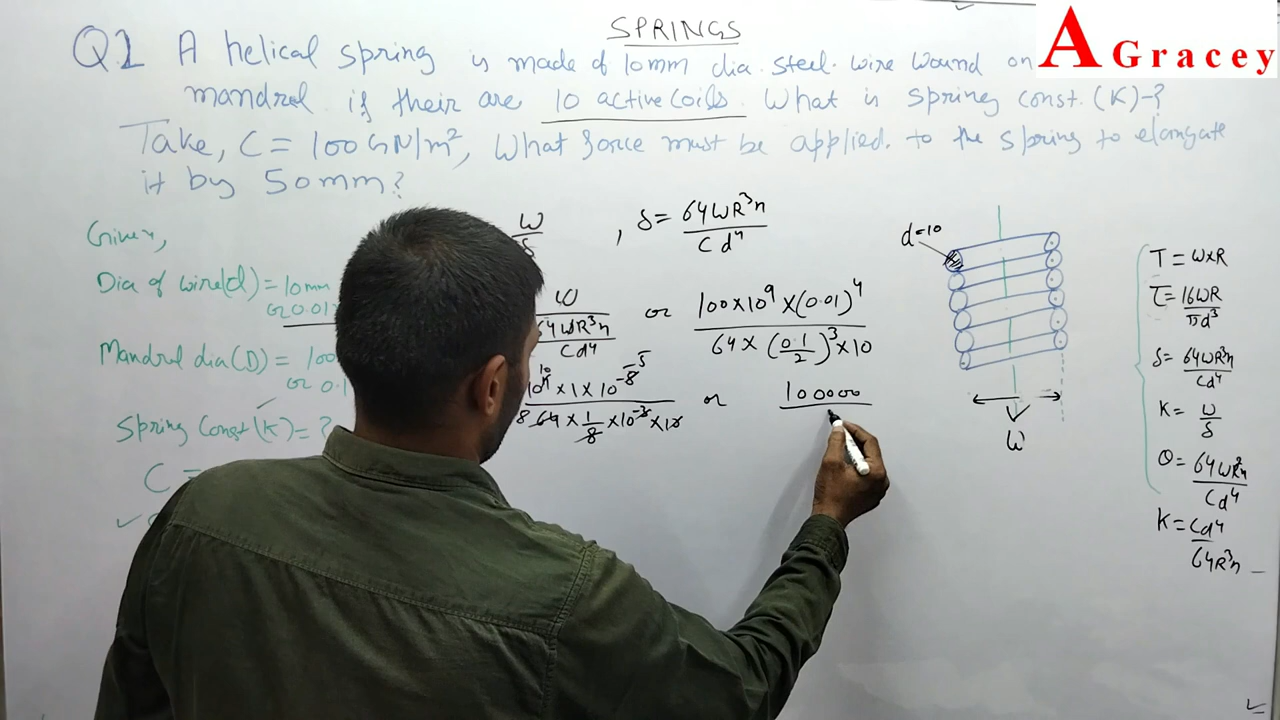 SPRINGS
A Gracey
Q1 A helical spring is made of 10mm dia. steel wire wound on
mandrel. if their are 10 active coils. What is spring const. (K)-?
Take, C = 100GN/m², What force must be applied. to the spring to elongate
it by 50mm?
Given,
Dia of wire(d) = 10mm
or 0.01
Mandrel dia(D) = 100
or 0.1
Spring Const(K) = ?
C =
W/δ , δ = 64WR³n/Cd⁴
W/(64WR³n/Cd⁴) or 100×10⁹×(0.01)⁴/64×(0.1/2)³×10
×1×10⁻⁸ ⁻⁵/8 64×1/8×10⁻³×10 or 100000
d=10
W
T = W×R
τ = 16WR/πd³
δ = 64WR³n/Cd⁴
K = W/δ
θ = 64WR²n/Cd⁴
K = Cd⁴/64R³n